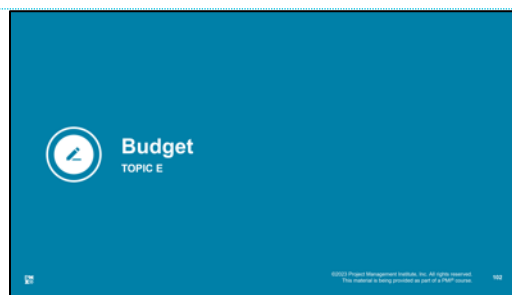 Budget
TOPIC E
©2023 Project Management Institute, Inc. All rights reserved.
This material is being provided as part of a PMP course.
102